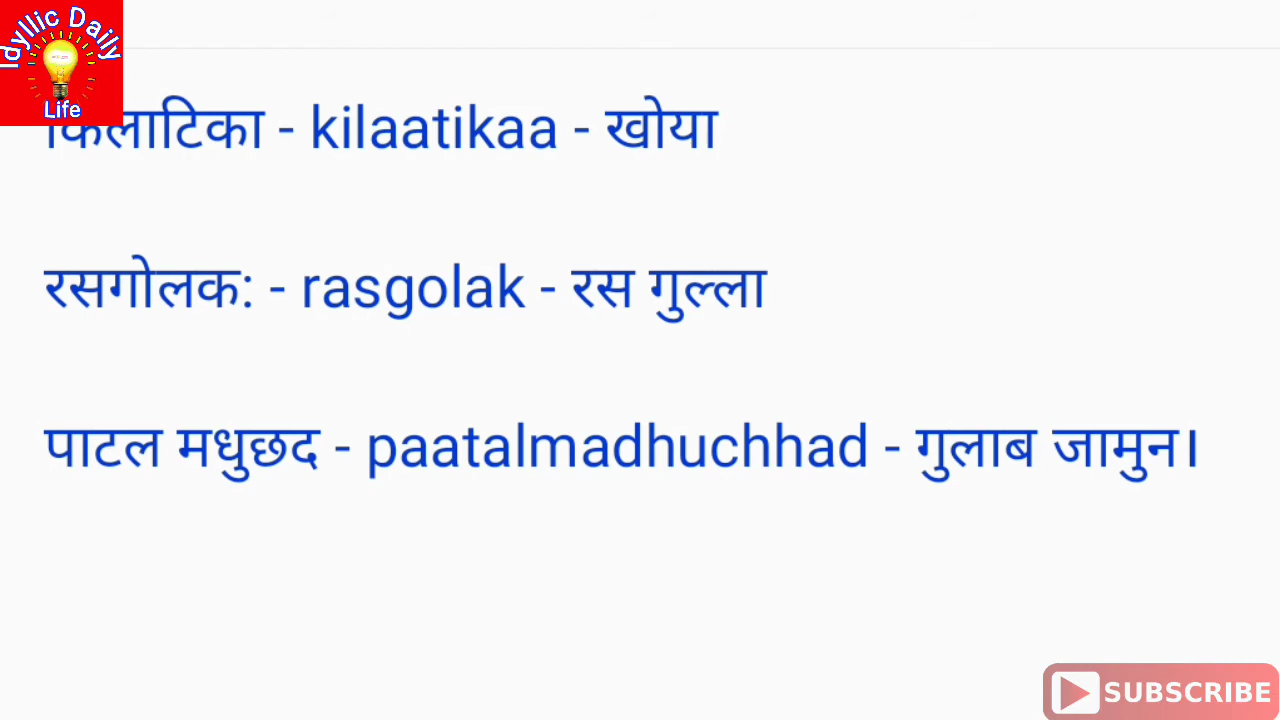 Idyllic Daily
Life
किलाटिका - kilaatikaa - खोया
रसगोलक: - rasgolak - रस गुल्ला
पाटल मधुछद - paatalmadhuchhad - गुलाब जामुन।
SUBSCRIBE